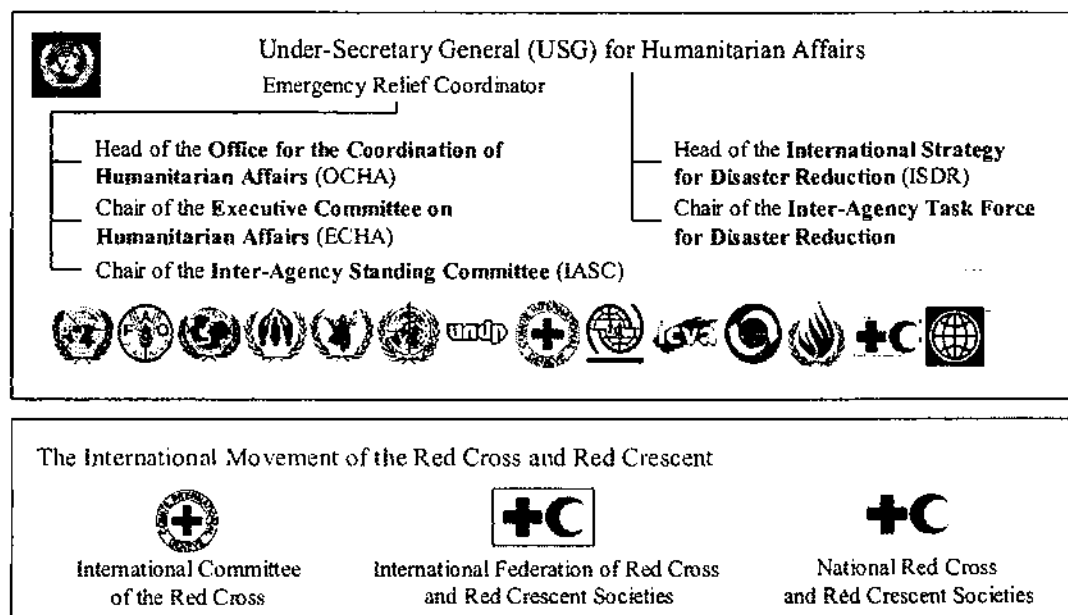 Under-Secretary General (USG) for Humanitarian Affairs
Emergency Relief Coordinator
Head of the Office for the Coordination of
Humanitarian Affairs (OCHA)
Chair of the Executive Committee on
Humanitarian Affairs (ECHA)
Chair of the Inter-Agency Standing Committee (IASC)
Head of the International Strategy
for Disaster Reduction (ISDR)
Chair of the Inter-Agency Task Force
for Disaster Reduction
FAO
undp
The International Movement of the Red Cross and Red Crescent
International Committee
of the Red Cross
International Federation of Red Cross
and Red Crescent Societies
National Red Cross
and Red Crescent Societies